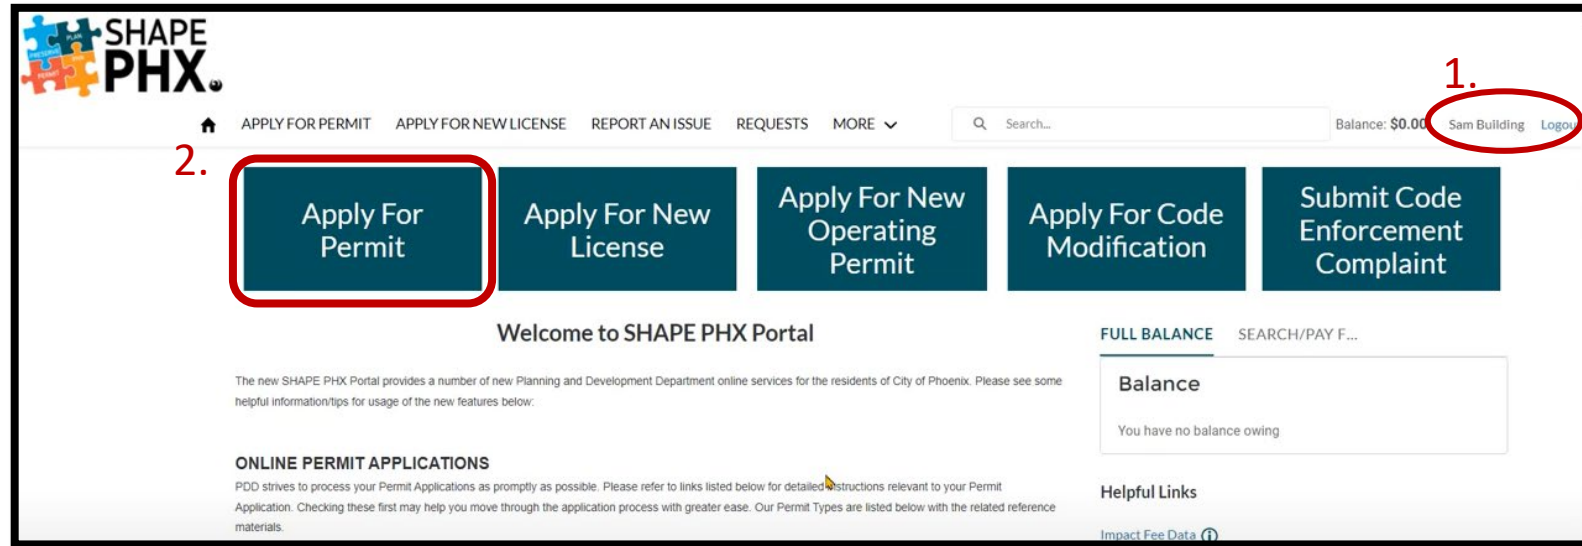 PLAN
PRESERVE
PERMIT
SHAPE
PHX.
1.
APPLY FOR PERMIT APPLY FOR NEW LICENSE REPORT AN ISSUE REQUESTS MORE Search... Balance: $0.00 Sam Building Logou
2.
Apply For
Permit
Apply For New
License
Apply For New
Operating
Permit
Apply For Code
Modification
Submit Code
Enforcement
Complaint
Welcome to SHAPE PHX Portal
The new SHAPE PHX Portal provides a number of new Planning and Development Department online services for the residents of City of Phoenix. Please see some
helpful information/tips for usage of the new features below:
ONLINE PERMIT APPLICATIONS
PDD strives to process your Permit Applications as promptly as possible. Please refer to links listed below for detailed instructions relevant to your Permit
Application. Checking these first may help you move through the application process with greater ease. Our Permit Types are listed below with the related reference
materials.
FULL BALANCE SEARCH/PAY F...
Balance
You have no balance owing
Helpful Links
Impact Fee Data